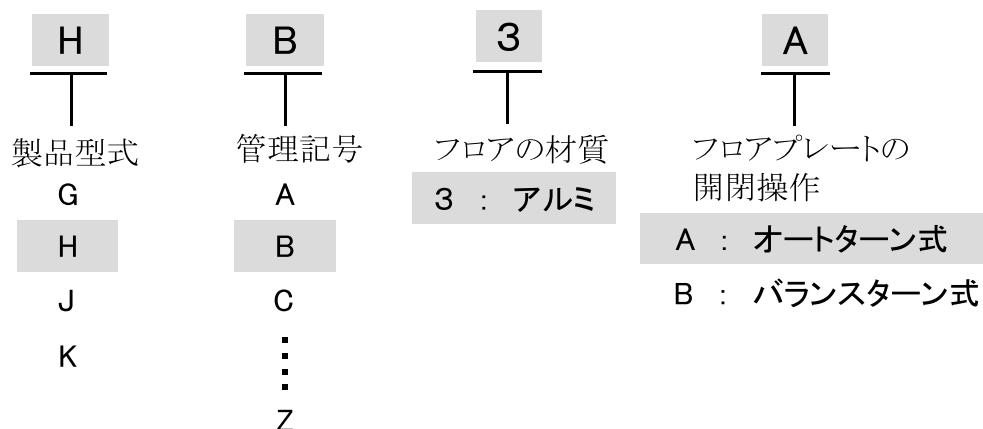 H B 3 A
製品型式
G
H
J
K
管理記号
A
B
C
Z
フロアの材質
3 : アルミ
フロアプレートの
開閉操作
A : オートターン式
B : バランスターン式